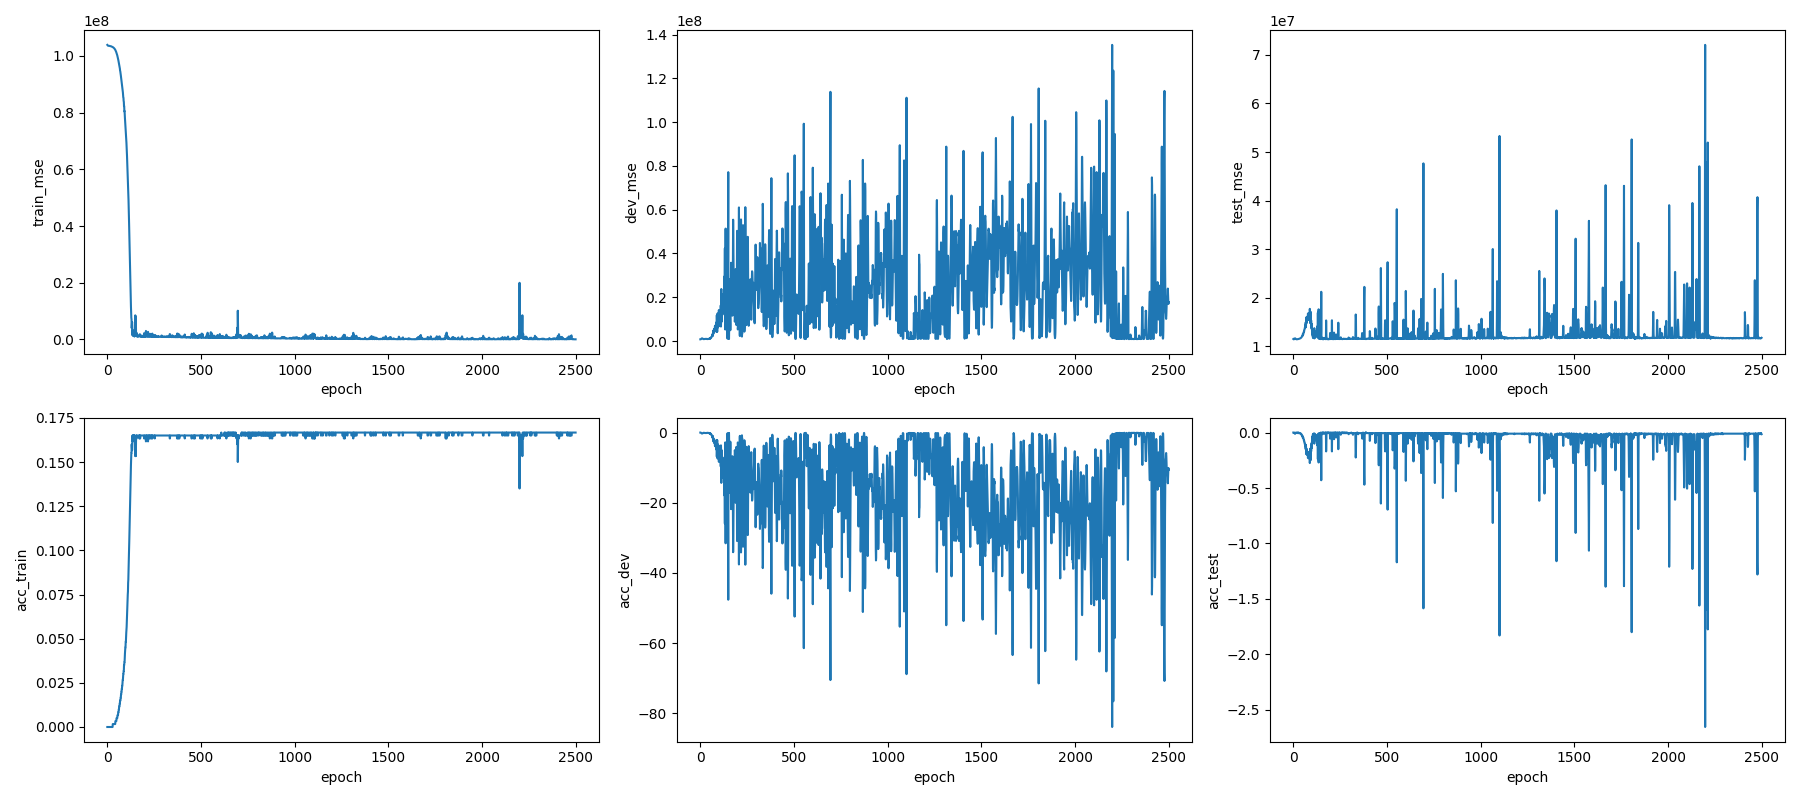 1e8
train_mse
1.0
0.8
0.6
0.4
0.2
0.0
0 500 1000 1500 2000 2500
epoch
1e8
dev_mse
1.4
1.2
1.0
0.8
0.6
0.4
0.2
0.0
0 500 1000 1500 2000 2500
epoch
1e7
test_mse
7
6
5
4
3
2
1
0 500 1000 1500 2000 2500
epoch
acc_train
0.175
0.150
0.125
0.100
0.075
0.050
0.025
0.000
0 500 1000 1500 2000 2500
epoch
acc_dev
0
−20
−40
−60
−80
0 500 1000 1500 2000 2500
epoch
acc_test
0.0
−0.5
−1.0
−1.5
−2.0
−2.5
0 500 1000 1500 2000 2500
epoch